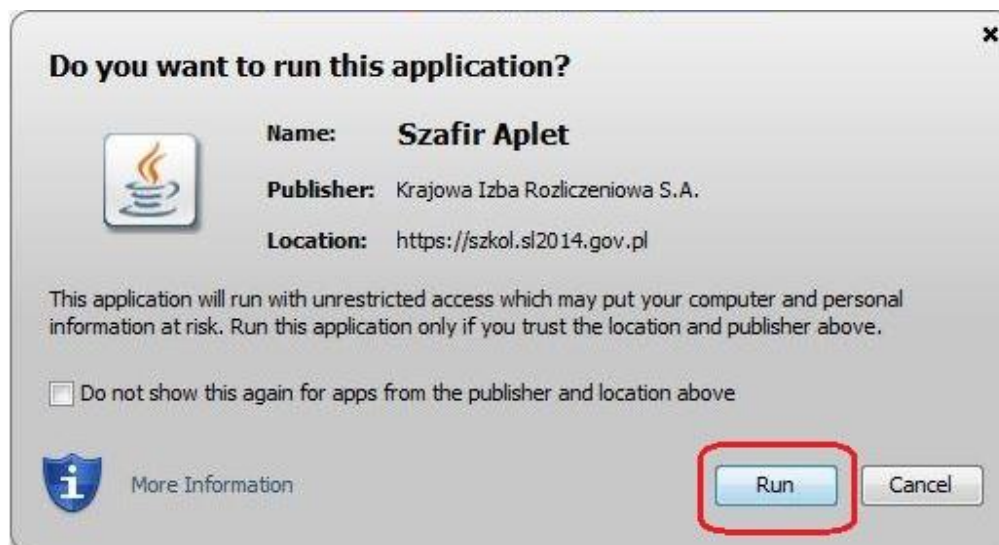 Do you want to run this application?
Name: Szafir Aplet
Publisher: Krajowa Izba Rozliczeniowa S.A.
Location: https://szkol.sl2014.gov.pl
This application will run with unrestricted access which may put your computer and personal
information at risk. Run this application only if you trust the location and publisher above.
Do not show this again for apps from the publisher and location above
More Information
Run Cancel